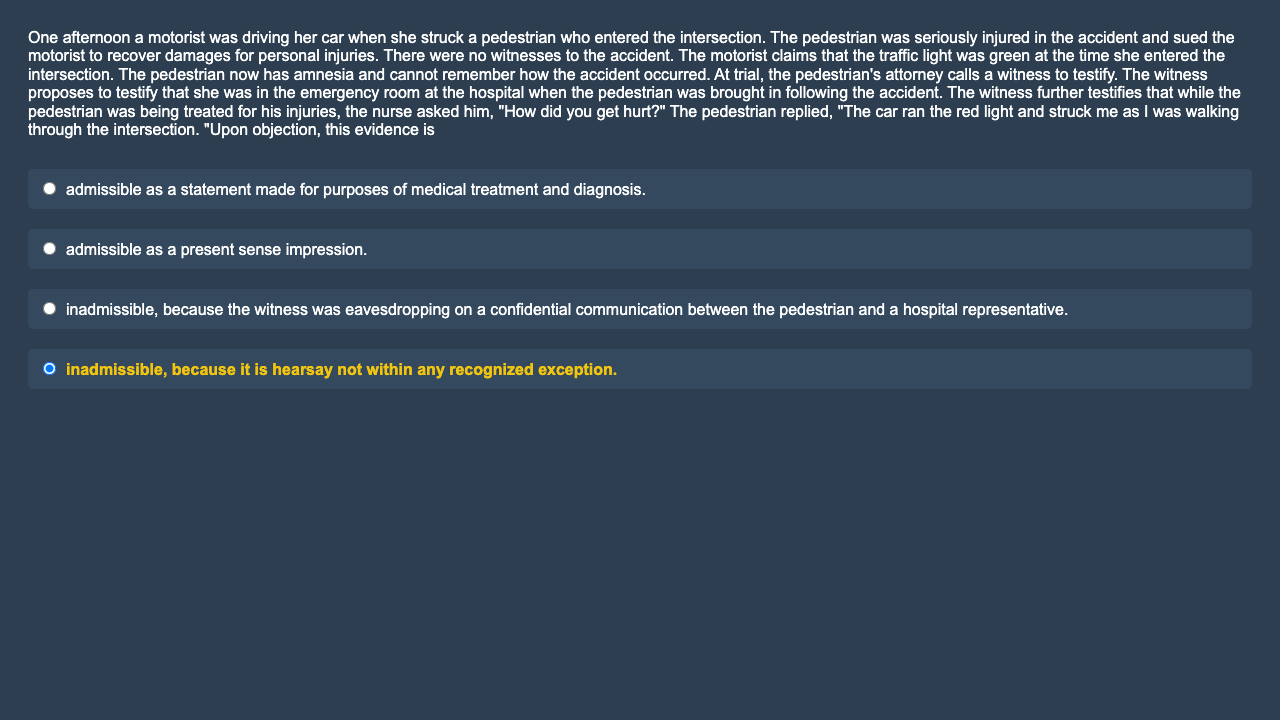 One afternoon a motorist was driving her car when she struck a pedestrian who entered the intersection. The pedestrian was seriously injured in the accident and sued the
motorist to recover damages for personal injuries. There were no witnesses to the accident. The motorist claims that the traffic light was green at the time she entered the
intersection. The pedestrian now has amnesia and cannot remember how the accident occurred. At trial, the pedestrian's attorney calls a witness to testify. The witness
proposes to testify that she was in the emergency room at the hospital when the pedestrian was brought in following the accident. The witness further testifies that while the
pedestrian was being treated for his injuries, the nurse asked him, "How did you get hurt?" The pedestrian replied, "The car ran the red light and struck me as I was walking
through the intersection. "Upon objection, this evidence is
admissible as a statement made for purposes of medical treatment and diagnosis.
admissible as a present sense impression.
inadmissible, because the witness was eavesdropping on a confidential communication between the pedestrian and a hospital representative.
inadmissible, because it is hearsay not within any recognized exception.